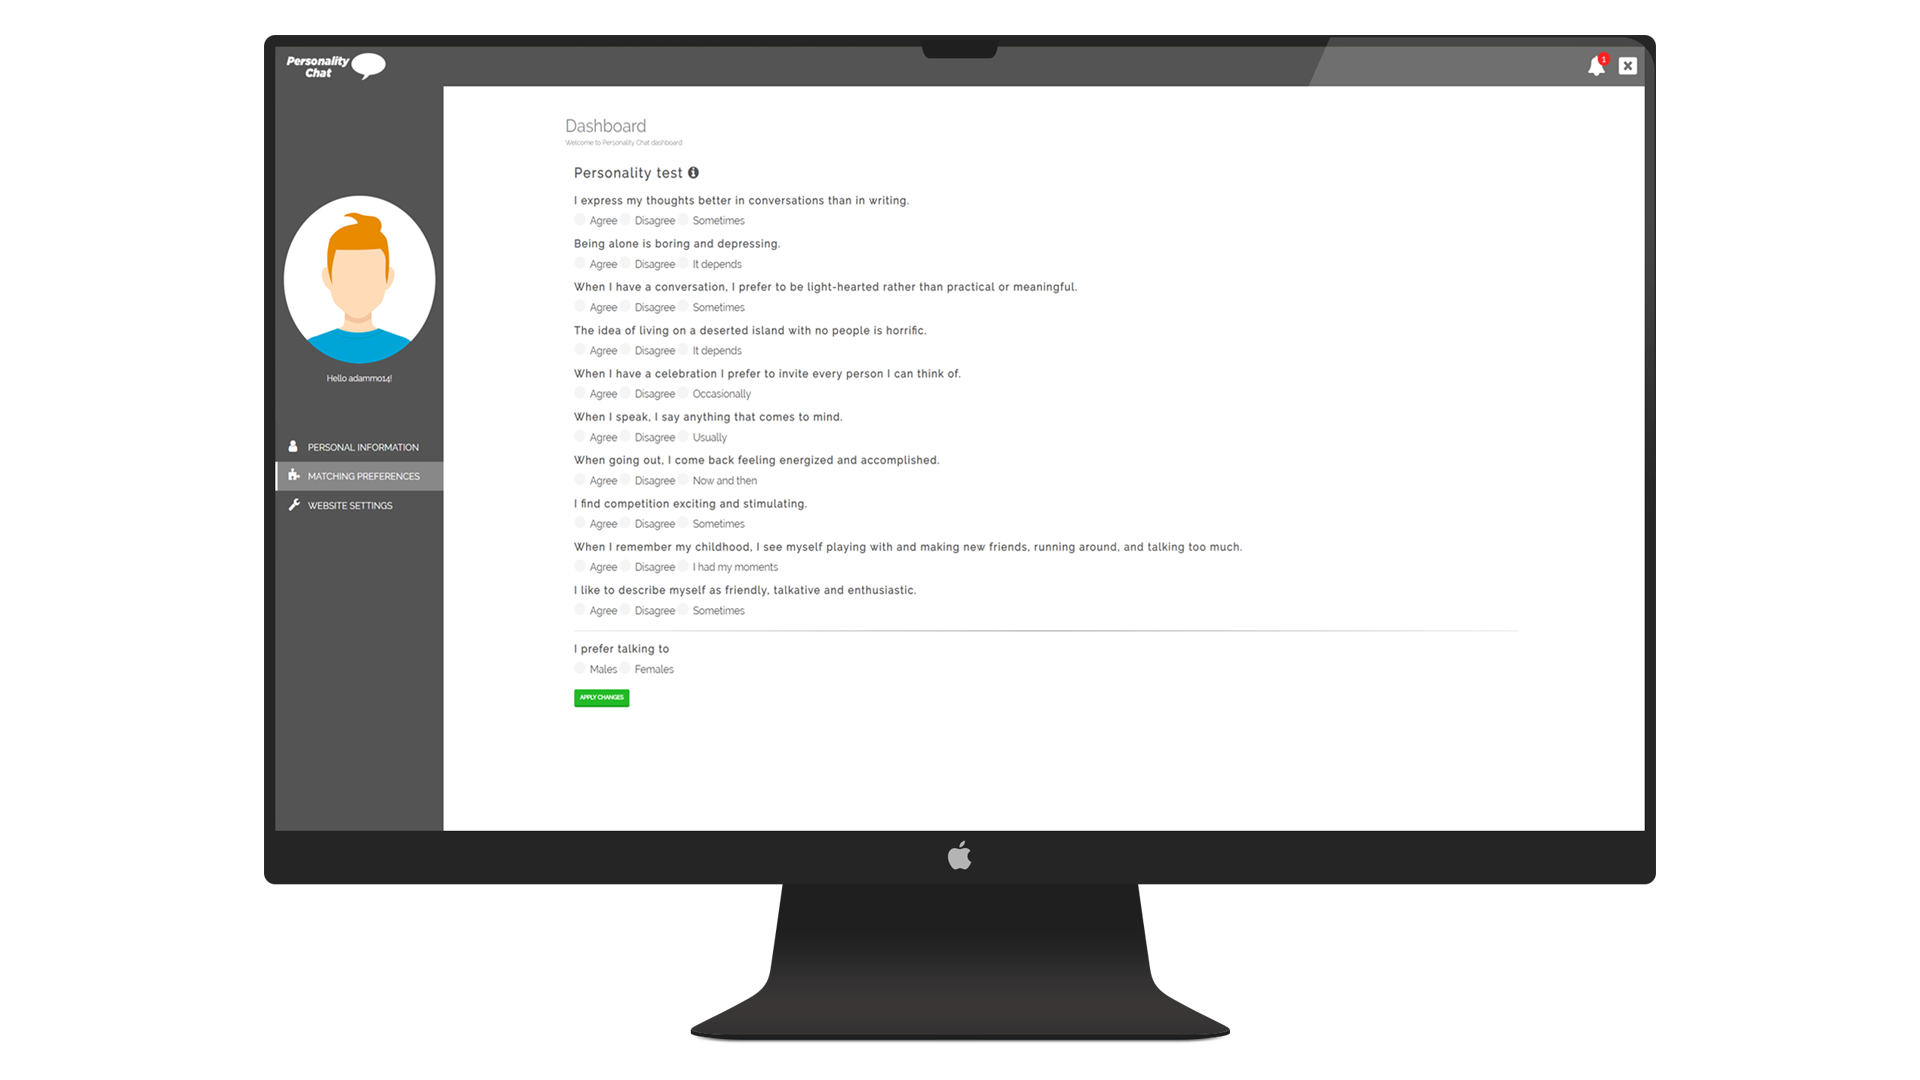 Personality
Chat
1
Dashboard
Welcome to Personality Chat dashboard
Personality test
I express my thoughts better in conversations than in writing.
Agree Disagree Sometimes
Being alone is boring and depressing.
Agree Disagree It depends
When I have a conversation, I prefer to be light-hearted rather than practical or meaningful.
Agree Disagree Sometimes
The idea of living on a deserted island with no people is horrific.
Agree Disagree It depends
When I have a celebration I prefer to invite every person I can think of.
Agree Disagree Occasionally
When I speak, I say anything that comes to mind.
Agree Disagree Usually
When going out, I come back feeling energized and accomplished.
Agree Disagree Now and then
I find competition exciting and stimulating.
Agree Disagree Sometimes
When I remember my childhood, I see myself playing with and making new friends, running around, and talking too much.
Agree Disagree I had my moments
I like to describe myself as friendly, talkative and enthusiastic.
Agree Disagree Sometimes
I prefer talking to
Males Females
APPLY CHANGES
Hello adammo14!
PERSONAL INFORMATION
MATCHING PREFERENCES
WEBSITE SETTINGS